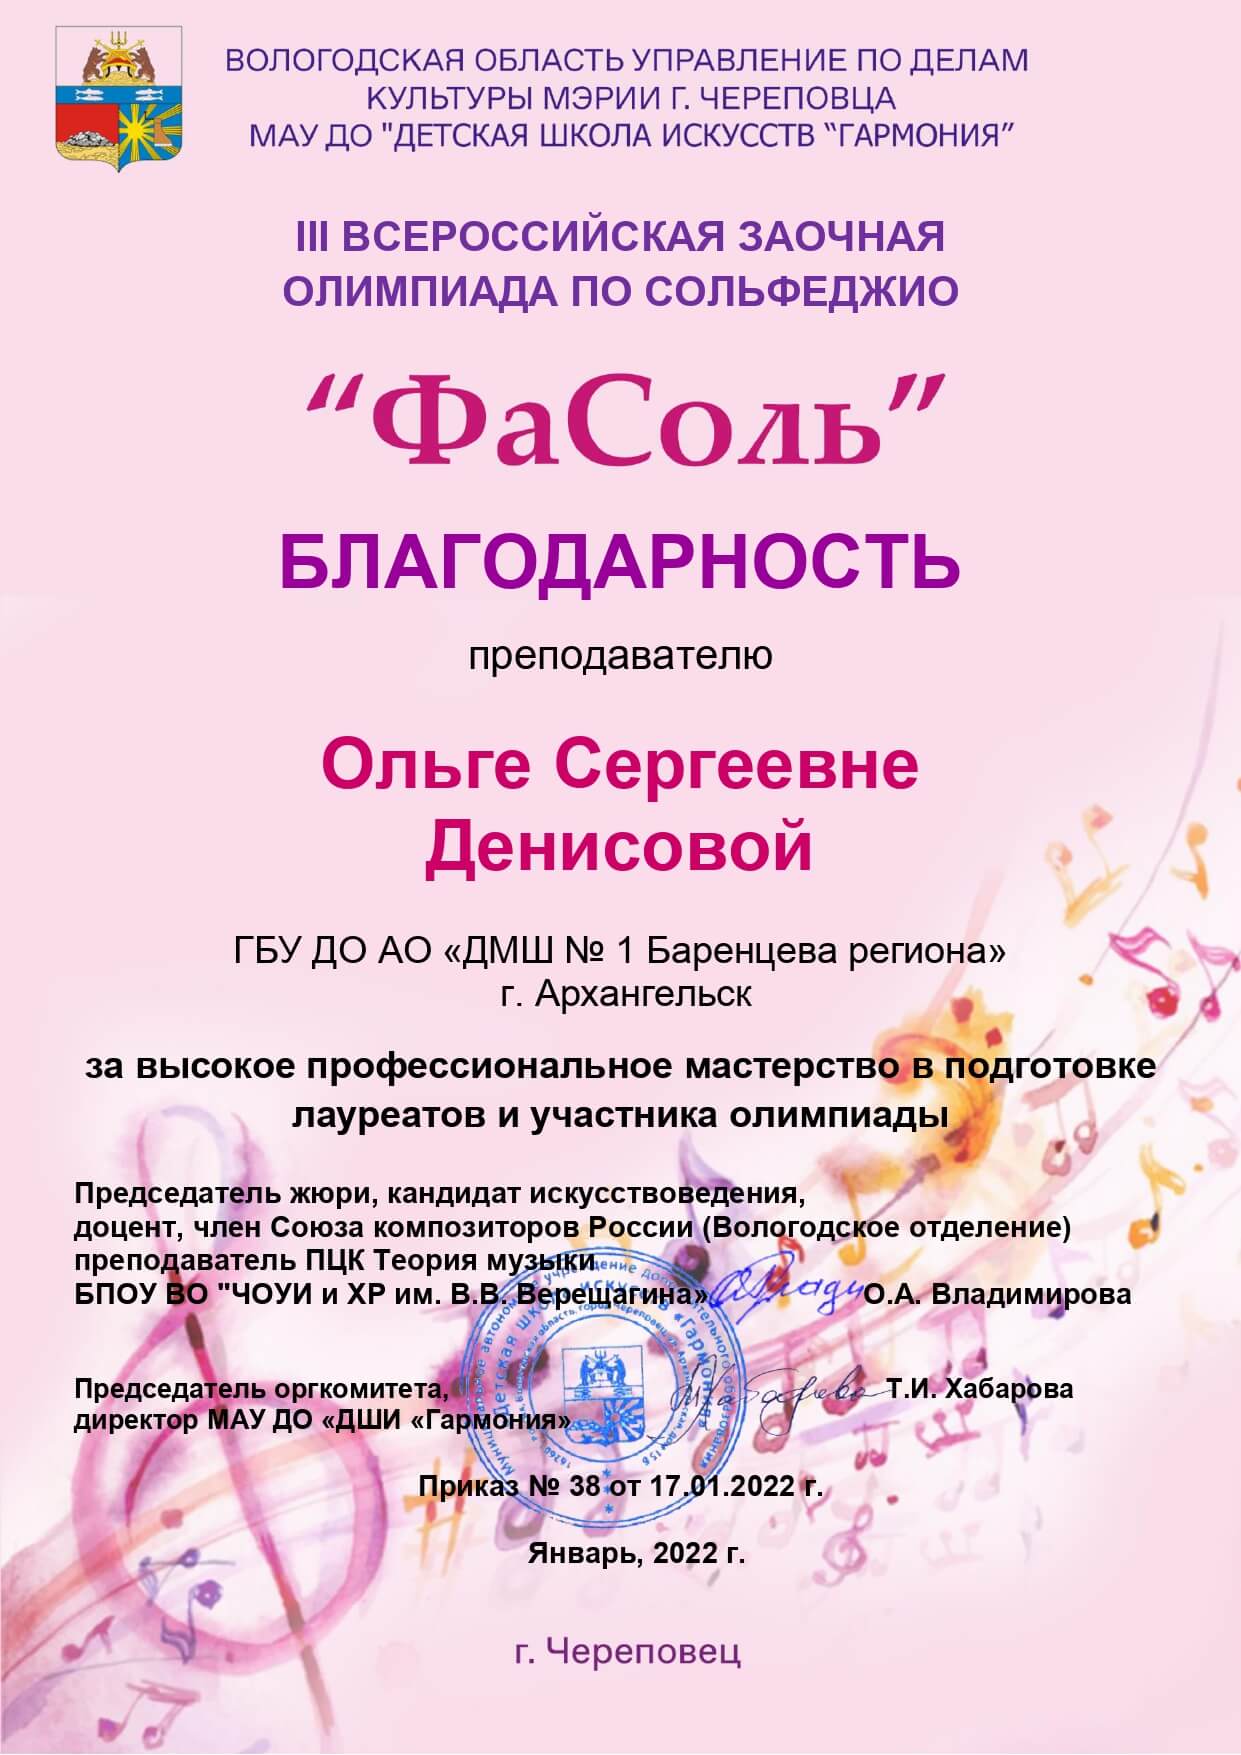 ВОЛОГОДСКАЯ ОБЛАСТЬ УПРАВЛЕНИЕ ПО ДЕЛАМ
КУЛЬТУРЫ МЭРИИ Г. ЧЕРЕПОВЦА
МАУ ДО "ДЕТСКАЯ ШКОЛА ИСКУССТВ “ГАРМОНИЯ”
III ВСЕРОССИЙСКАЯ ЗАОЧНАЯ
ОЛИМПИАДА ПО СОЛЬФЕДЖИО
“ФаСоль”
БЛАГОДАРНОСТЬ
преподавателю
Ольге Сергеевне
Денисовой
ГБУ ДО АО «ДМШ № 1 Баренцева региона»
г. Архангельск
за высокое профессиональное мастерство в подготовке
лауреатов и участника олимпиады
Председатель жюри, кандидат искусствоведения,
доцент, член Союза композиторов России (Вологодское отделение)
преподаватель ПЦК Теория музыки
БПОУ ВО "ЧОУИ и ХР им. В.В. Верещагина» О.А. Владимирова
Председатель оргкомитета, Т.И. Хабарова
директор МАУ ДО «ДШИ «Гармония»
Детская школа искусств «Гармония»
Приказ № 38 от 17.01.2022 г.
Январь, 2022 г.
г. Череповец